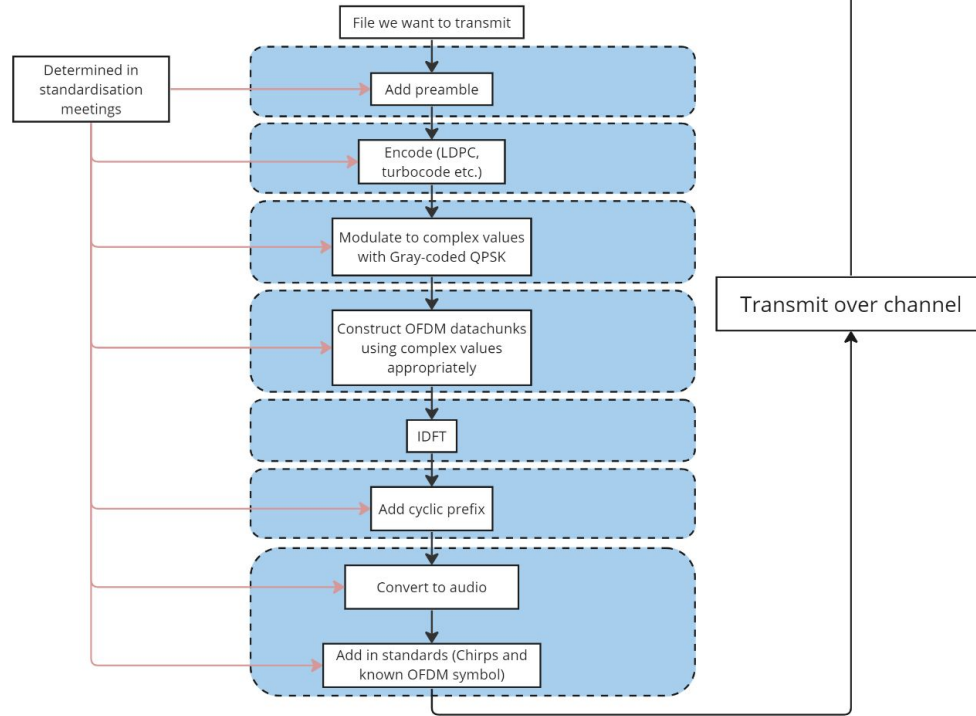 File we want to transmit
Determined in
standardisation
meetings
Add preamble
Encode (LDPC,
turbocode etc.)
Modulate to complex values
with Gray-coded QPSK
Transmit over channel
Construct OFDM datachunks
using complex values
appropriately
IDFT
Add cyclic prefix
Convert to audio
Add in standards (Chirps and
known OFDM symbol)